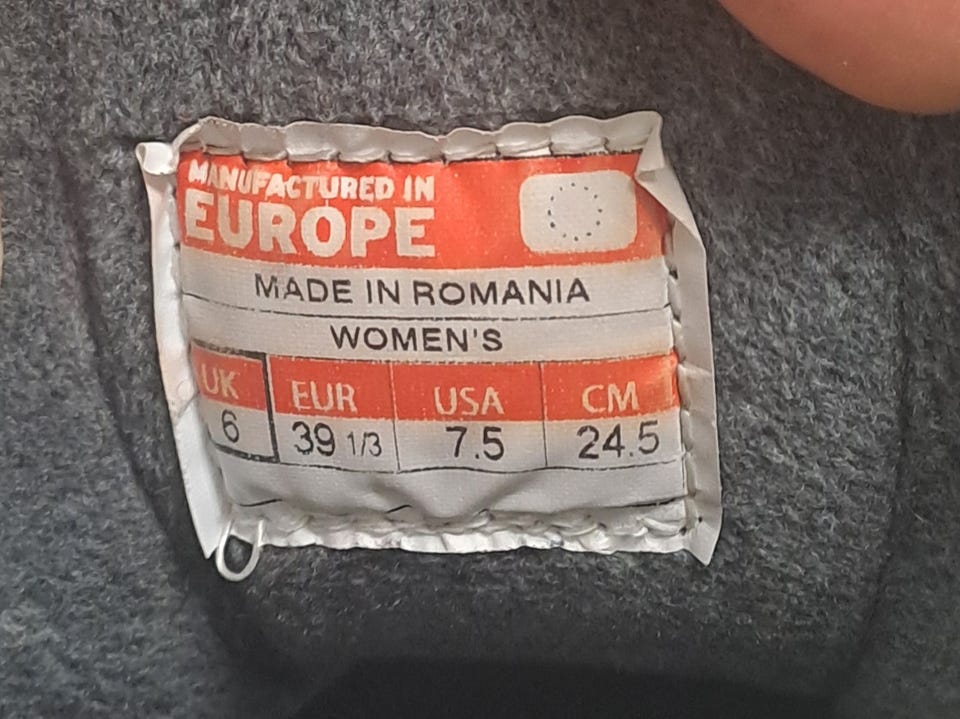 MANUFACTURED IN
EUROPE
MADE IN ROMANIA
WOMEN'S
UK EUR USA CM
6 39 1/3 7.5 24.5